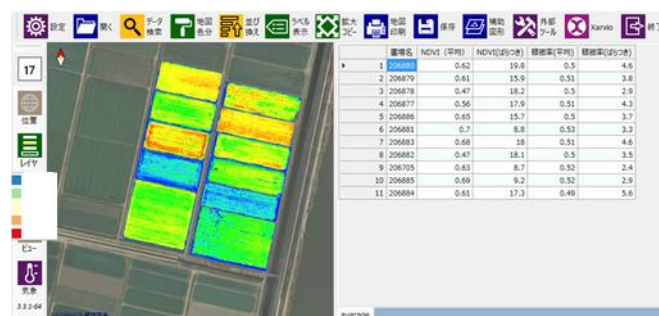 設定
開く
データ
検索
地図
色分
並び
換え
ラベル
表示
拡大
コピー
地図
印刷
保存
補助
図形
外部
ツール
Xarvio
終了
17
位置
レイヤ
ビュー
気象
3.3.1-64
圃場名 NDVI (平均) NDVI(ばらつき) 植被率(平均) 植被率(ばらつき)
1 206880 0.62 19.8 0.5 4.6
2 206879 0.61 15.9 0.51 3.8
3 206878 0.47 18.2 0.5 2.9
4 206877 0.56 17.9 0.51 4.3
5 206886 0.65 15.7 0.5 3.7
6 206881 0.7 8.8 0.53 3.3
7 206883 0.68 18 0.51 4.6
8 206882 0.47 18.1 0.5 3.5
9 206705 0.63 8.7 0.52 2.4
10 206885 0.69 9.2 0.52 2.9
11 206884 0.61 17.3 0.49 5.6